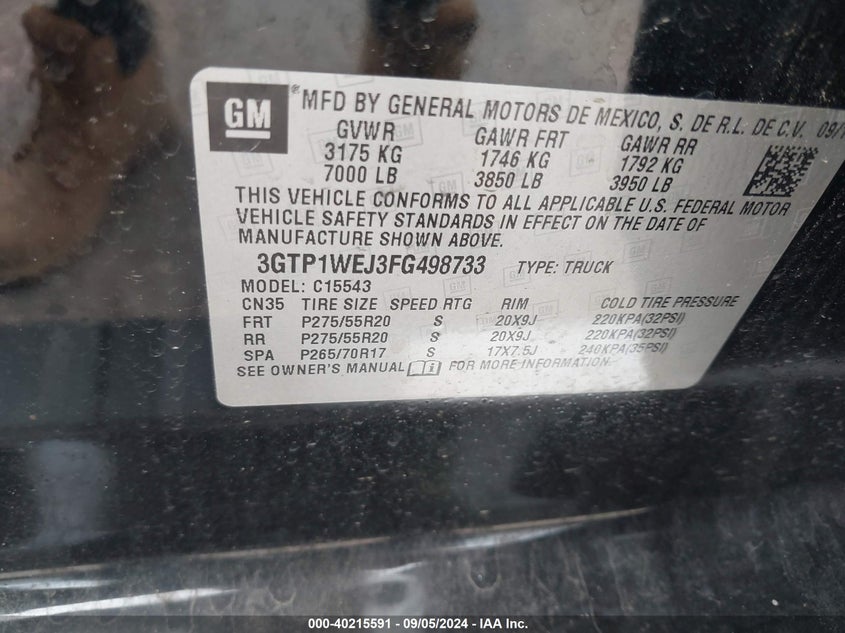 GM ® MFD BY GENERAL MOTORS DE MEXICO, S. DE R.L. DE C.V.
GVWR GAWR FRT GAWR RR
3175 KG 1746 KG 1792 KG
7000 LB 3850 LB 3950 LB
THIS VEHICLE CONFORMS TO ALL APPLICABLE U.S. FEDERAL MOTOR
VEHICLE SAFETY STANDARDS IN EFFECT ON THE DATE OF
MANUFACTURE SHOWN ABOVE.
3GTP1WEJ3FG498733 TYPE: TRUCK
MODEL: C15543
CN35 TIRE SIZE SPEED RTG RIM COLD TIRE PRESSURE
FRT P275/55R20 S 20X9J 220KPA(32PSI)
RR P275/55R20 S 20X9J 220KPA(32PSI)
SPA P265/70R17 S 17X7.5J 240KPA(35PSI)
SEE OWNER'S MANUAL FOR MORE INFORMATION.
000-40215591 - 09/05/2024 - IAA Inc.